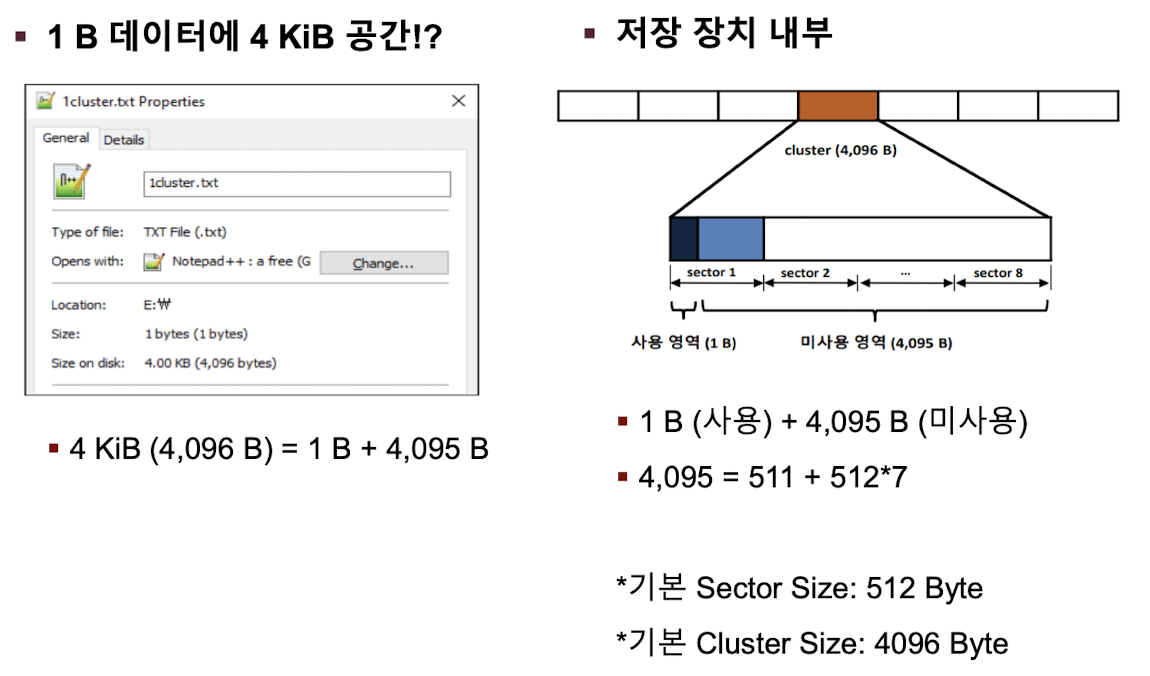 1 B 데이터에 4 KiB 공간!?
1cluster.txt Properties
General Details
1cluster.txt
Type of file: TXT File (.txt)
Opens with: Notepad++ : a free (G Change...
Location: E:₩
Size: 1 bytes (1 bytes)
Size on disk: 4.00 KB (4,096 bytes)
4 KiB (4,096 B) = 1 B + 4,095 B
저장 장치 내부
cluster (4,096 B)
sector 1 sector 2 ... sector 8
사용 영역 (1 B) 미사용 영역 (4,095 B)
1 B (사용) + 4,095 B (미사용)
4,095 = 511 + 512*7
*기본 Sector Size: 512 Byte
*기본 Cluster Size: 4096 Byte